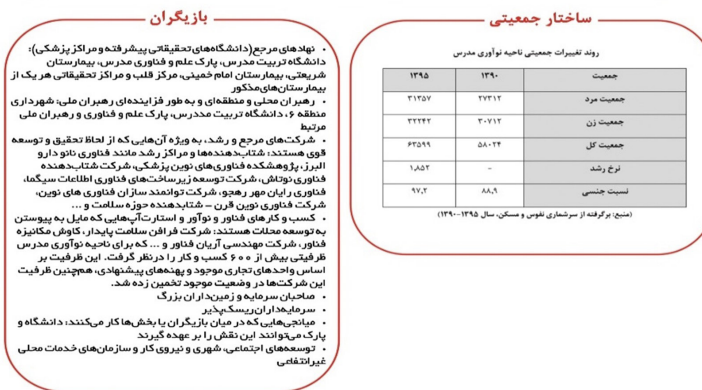 بازیگران
• نهادهای مرجع(دانشگاه‌های تحقیقاتی پیشرفته و مراکز پزشکی):
دانشگاه تربیت مدرس، پارک علم و فناوری مدرس، بیمارستان
شریعتی، بیمارستان امام خمینی، مرکز قلب و مراکز تحقیقاتی هر یک از
بیمارستان‌های مذکور
• رهبران محلی و منطقه‌ای و به طور فزاینده‌ای رهبران ملی: شهرداری
منطقه ۶، دانشگاه تربیت مددرس، پارک علم و فناوری و رهبران ملی
مرتبط
• شرکت‌های مرجع و رشد، به ویژه آن‌هایی که از لحاظ تحقیق و توسعه
قوی هستند: شتاب‌دهنده‌ها و مراکز رشد مانند فناوری نانو دارو
البرز، پژوهشکده فناوری‌های نوین پزشکی، شرکت شتاب‌دهنده
فناوری نوتاش، شرکت توسعه زیرساخت‌های فناوری اطلاعات سیگما،
فناوری رایان مهر رهجو، شرکت توانمند سازان فناوری های نوین،
شرکت فناوری نوین قرن – شتابدهنده حوزه سلامت و ...
• کسب و کارهای فناور و نوآور و استارت‌آپ‌هایی که مایل به پیوستن
به توسعه محلات هستند: شرکت فرافن سلامت پایدار، کاوش مکانیزه
فناور، شرکت مهندسی آریان فناور و ... که برای ناحیه نوآوری مدرس
ظرفیتی بیش از ۶۰۰ کسب و کار را درنظر گرفت. این ظرفیت بر
اساس واحدهای تجاری موجود و پهنه‌های پیشنهادی، هم‌چنین ظرفیت
این شرکت‌ها در وضعیت موجود تخمین زده شد.
• صاحبان سرمایه و زمین‌داران بزرگ
• سرمایه‌داران‌ریسک‌پذیر
• میانجی‌هایی که در میان بازیگران یا بخش‌ها کار می‌کنند: دانشگاه و
پارک می‌توانند این نقش را بر عهده گیرند
• توسعه‌های اجتماعی، شهری و نیروی کار و سازمان‌های خدمات محلی
غیرانتفاعی
ساختار جمعیتی
روند تغییرات جمعیتی ناحیه نوآوری مدرس
جمعیت ۱۳۹۰ ۱۳۹۵
جمعیت مرد ۲۷۳۱۲ ۳۱۳۵۷
جمعیت زن ۳۰۷۱۲ ۳۲۲۴۲
جمعیت کل ۵۸۰۲۴ ۶۳۵۹۹
نرخ رشد - ۱,۸۵۲
نسبت جنسی ۸۸,۹ ۹۷,۲
(منبع: برگرفته از سرشماری نفوس و مسکن، سال ۱۳۹۵-۱۳۹۰)